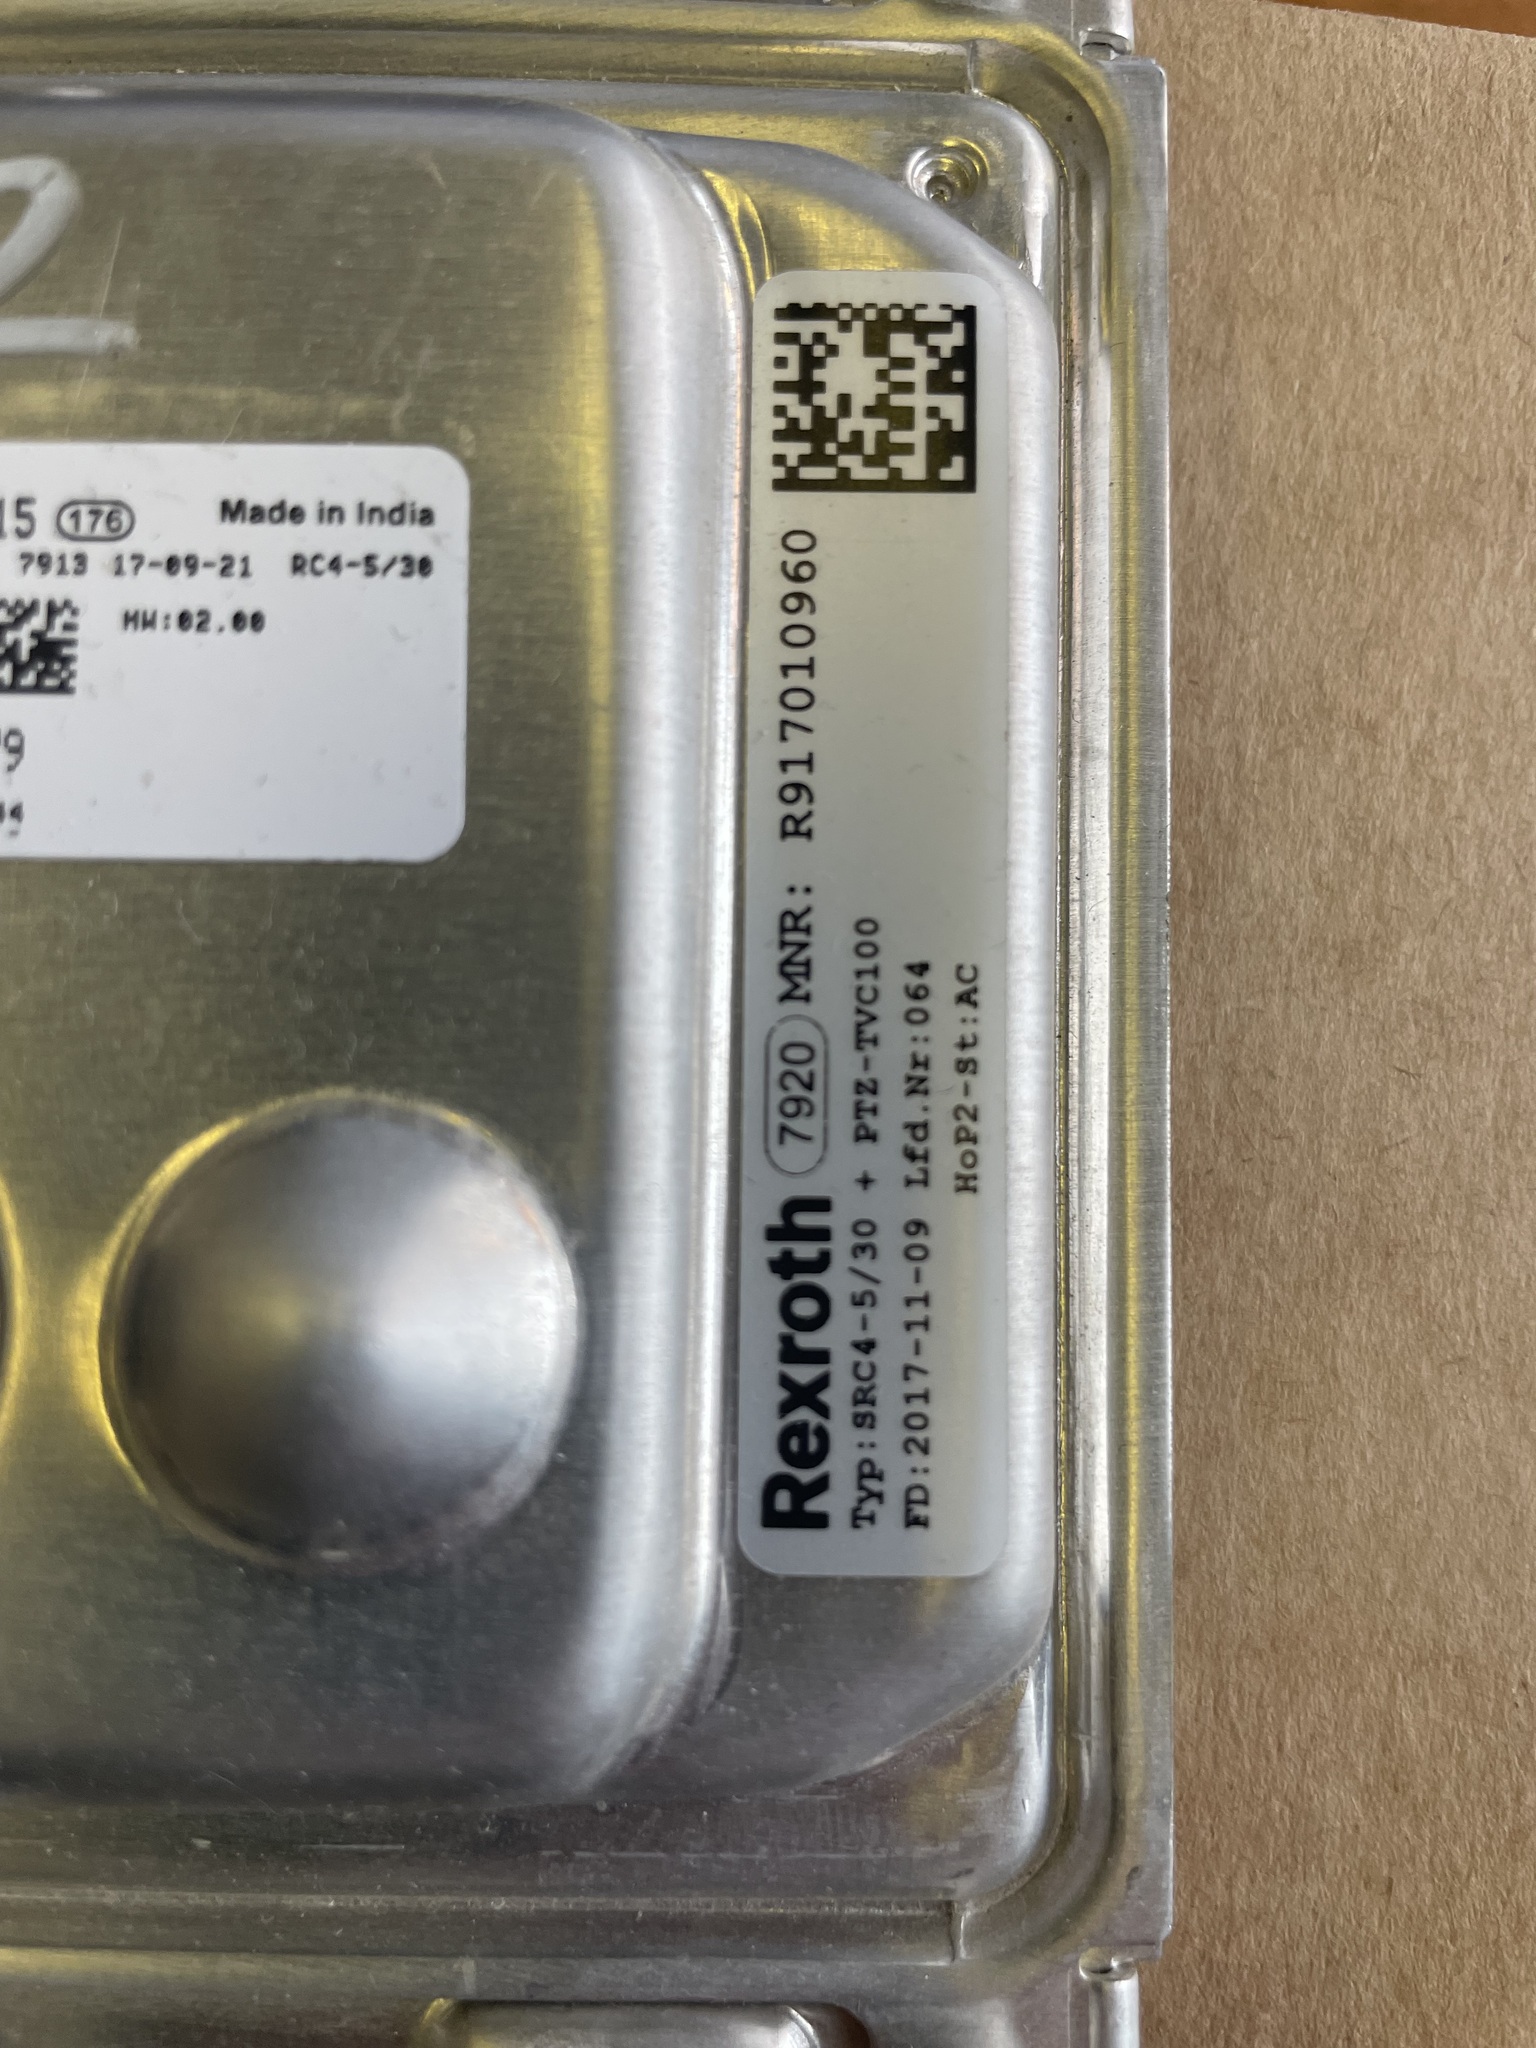 15 176 Made in India
7913 17-09-21 RC4-5/30
HW:02.00
9
Rexroth 7920 MNR: R917010960
Typ:SRC4-5/30 + PTZ-TVC100
FD:2017-11-09 Lfd.Nr:064
HoP2-St:AC